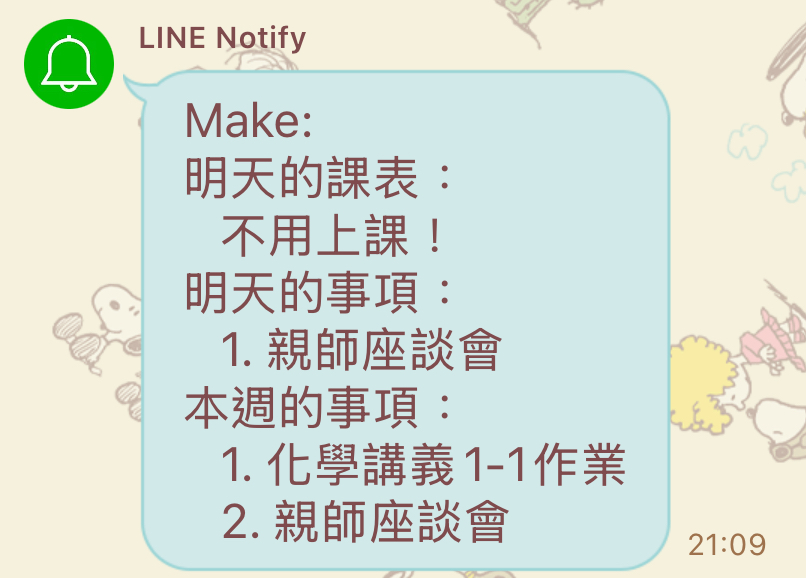 LINE Notify
Make:
明天的課表：
不用上課！
明天的事項：
1. 親師座談會
本週的事項：
1. 化學講義1-1作業
2. 親師座談會
21:09